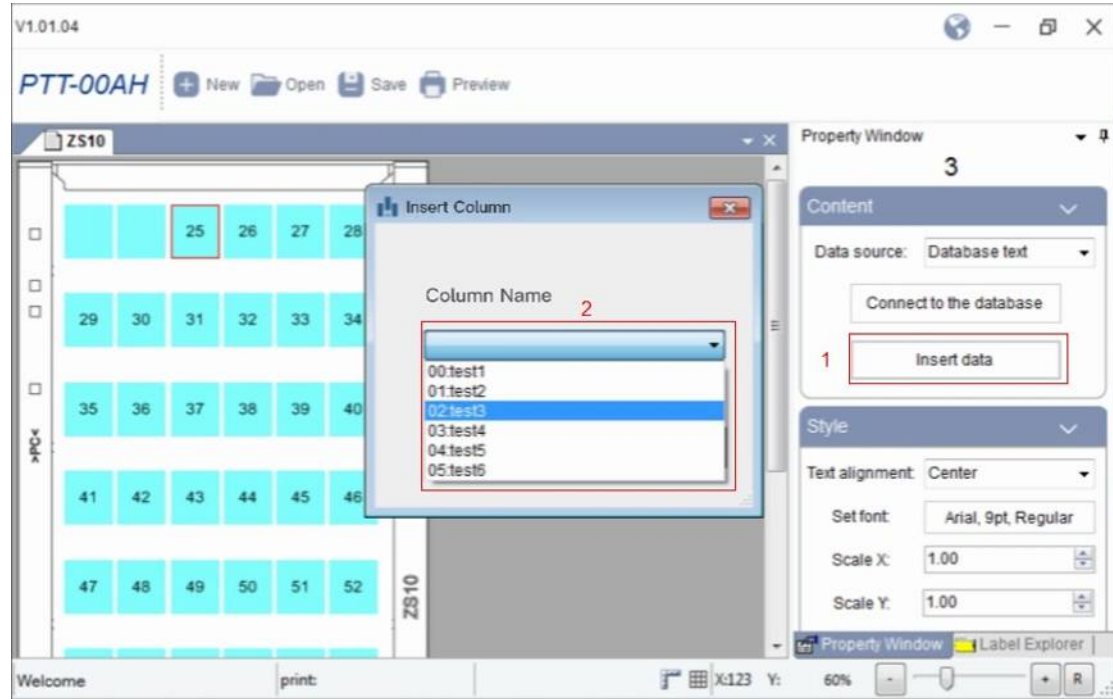 V1.01.04
PTT-00AH New Open Save Preview
ZS10
Property Window
3
Content
Data source: Database text
Connect to the database
1 Insert data
Style
Text alignment: Center
Set font: Arial, 9pt, Regular
Scale X: 1.00
Scale Y: 1.00
Property Window Label Explorer
Insert Column
Column Name
2
00:test1
01:test2
02:test3
03:test4
04:test5
05:test6
25 26 27 28
29 30 31 32 33 34
35 36 37 38 39 40
>PC<
41 42 43 44 45 46
47 48 49 50 51 52
ZS10
Welcome print: X:123 Y: 60% - + R